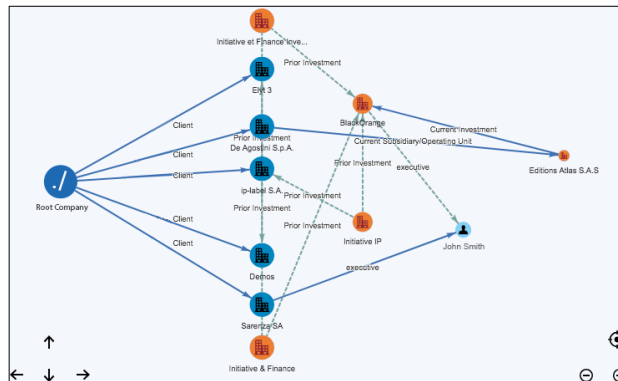 Initiative et Finance Inve...
Prior Investment
Elyt 3
BlackOrange
Client
Current Investment
Prior Investment
Current Subsidiary/Operating Unit
De Agostini S.p.A.
Client
Prior Investment
executive
Editions Atlas S.A.S
Client
ip-label S.A.
Prior Investment
./
Root Company
Client
Prior Investment
Prior Investment
Initiative IP
Client
John Smith
executive
Demos
Sarenza SA
Initiative & Finance